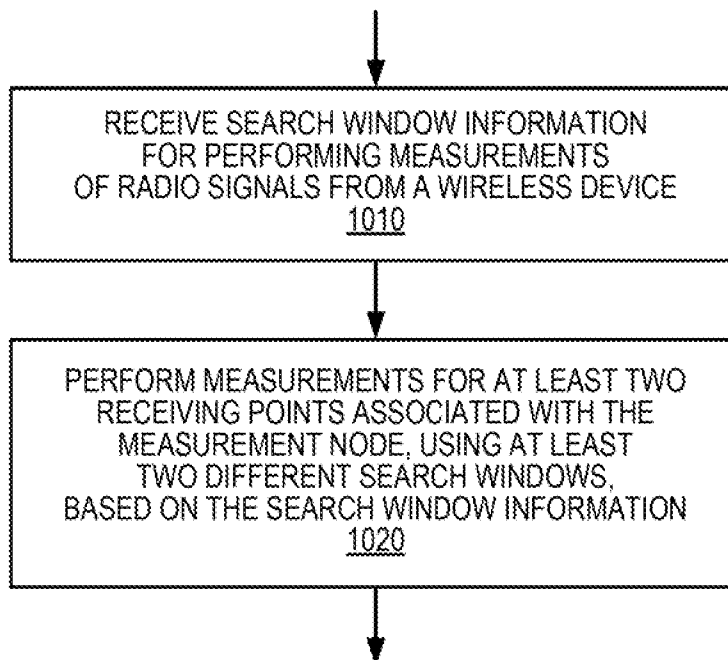 RECEIVE SEARCH WINDOW INFORMATION
FOR PERFORMING MEASUREMENTS
OF RADIO SIGNALS FROM A WIRELESS DEVICE
1010
PERFORM MEASUREMENTS FOR AT LEAST TWO
RECEIVING POINTS ASSOCIATED WITH THE
MEASUREMENT NODE, USING AT LEAST
TWO DIFFERENT SEARCH WINDOWS,
BASED ON THE SEARCH WINDOW INFORMATION
1020